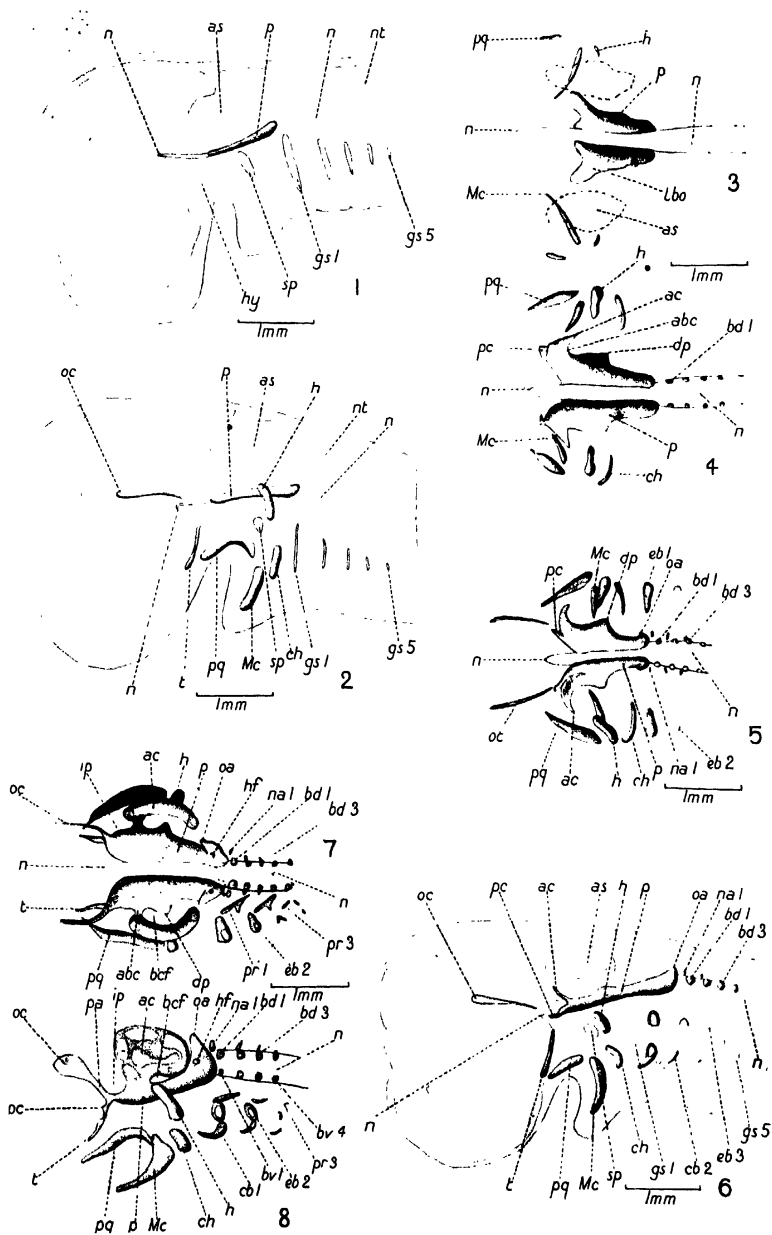 n as p n nt
gs1
gs5
hy sp
1mm
1
oc p as h nt n
n t pq Mc sp ch gs1 gs5
1mm
2
pq h
p n
n
Mc lbo
as
3
1mm
h
pq ac
abc
pc dp bd1
n
n
Mc p
ch
4
pc Mc dp eb1 oa bd1 bd3
n
n
ot
pq ac h ch p na1 eb2
1mm
5
ip ac h p oa hf na1 bd1 bd3
oc
7
n
n
t
pq abc bcf dp pr1 eb2 pr3
1mm
oc pa ip ac bcf oa hf na1 bd1 bd3
n
oc
bv4
t pr3
pq p Mc ch h cb1 bv1 eb2
8
oc pc ac as h p oa na1 bd1 bd3
n
n
t pq Mc sp ch gs1 cb2 eb3 gs5
1mm
6